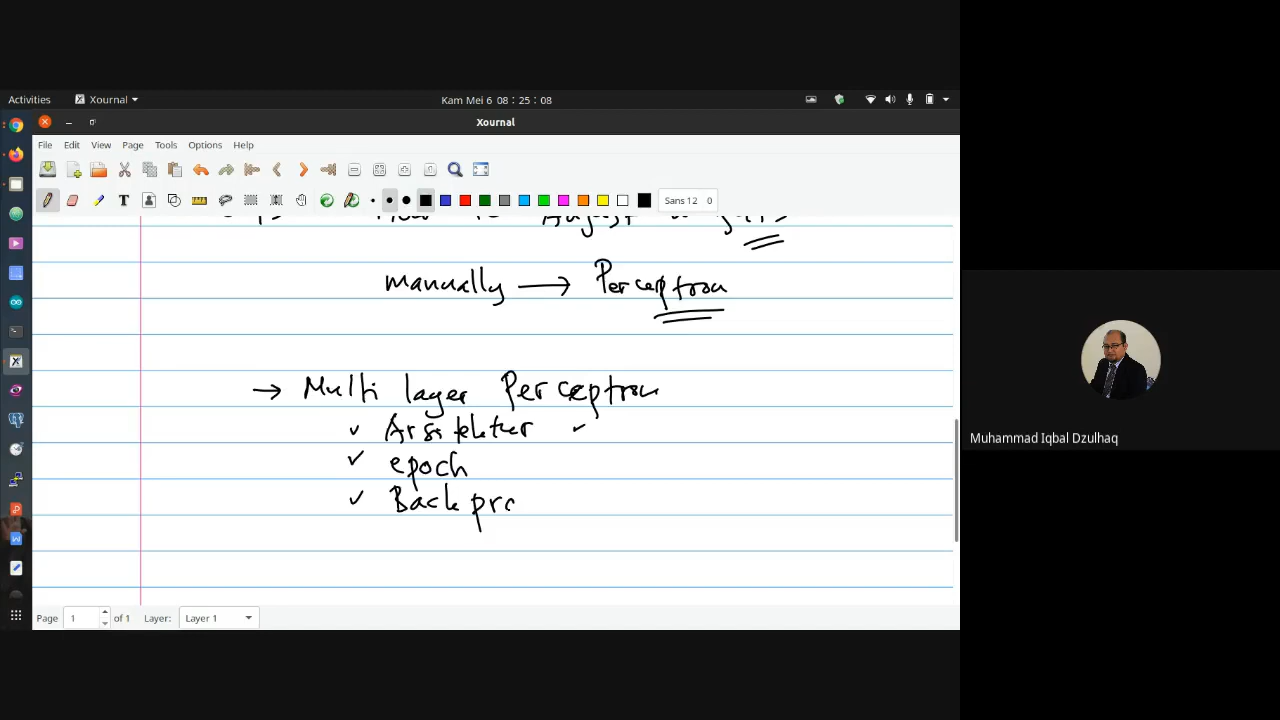 Activities Xournal Kam Mei 6 08:25:08
Xournal
File Edit View Page Tools Options Help
Sans 12 0
manually → Perceptron
→ Multi layer Perceptron
✓ Arsitektur ✓
✓ epoch
✓ Back pro
Page 1 of 1 Layer: Layer 1
Muhammad Iqbal Dzulhaq